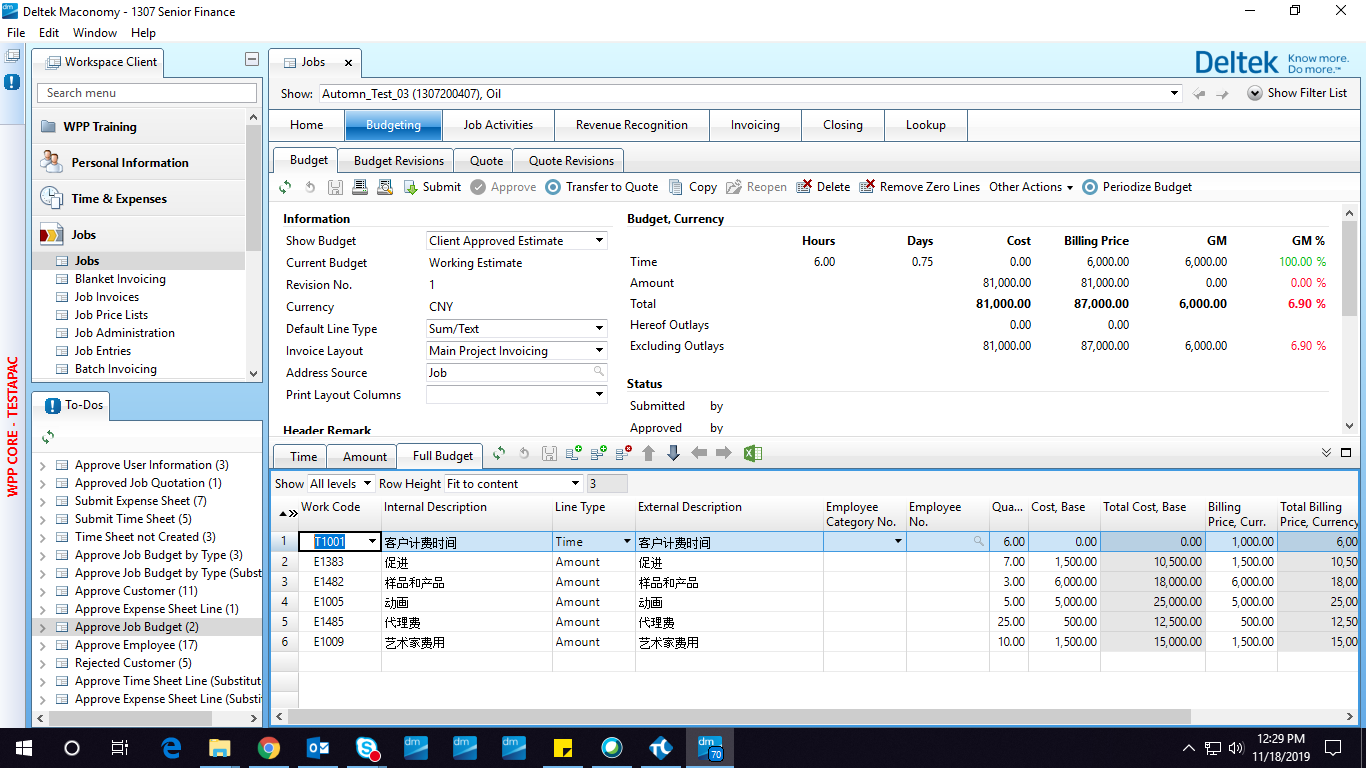 Deltek Maconomy - 1307 Senior Finance
File Edit Window Help
Workspace Client
Search menu
WPP Training
Personal Information
Time & Expenses
Jobs
Jobs
Blanket Invoicing
Job Invoices
Job Price Lists
Job Administration
Job Entries
Batch Invoicing
WPP CORE - TESTAPAC
To-Dos
Approve User Information (3)
Approved Job Quotation (1)
Submit Expense Sheet (7)
Submit Time Sheet (5)
Time Sheet not Created (3)
Approve Job Budget by Type (3)
Approve Job Budget by Type (Subst
Approve Customer (11)
Approve Expense Sheet Line (1)
Approve Job Budget (2)
Approve Employee (17)
Rejected Customer (5)
Approve Time Sheet Line (Substitut
Approve Expense Sheet Line (Substi
Jobs
Deltek Know more. Do more.™
Show: Automn_Test_03 (1307200407), Oil Show Filter List
Home Budgeting Job Activities Revenue Recognition Invoicing Closing Lookup
Budget Budget Revisions Quote Quote Revisions
Submit Approve Transfer to Quote Copy Reopen Delete Remove Zero Lines Other Actions Periodize Budget
Information
Show Budget Client Approved Estimate
Current Budget Working Estimate
Revision No. 1
Currency CNY
Default Line Type Sum/Text
Invoice Layout Main Project Invoicing
Address Source Job
Print Layout Columns
Header Remark
Budget, Currency
Hours Days Cost Billing Price GM GM %
Time 6.00 0.75 0.00 6,000.00 6,000.00 100.00 %
Amount 81,000.00 81,000.00 0.00 0.00 %
Total 81,000.00 87,000.00 6,000.00 6.90 %
Hereof Outlays 0.00 0.00
Excluding Outlays 81,000.00 87,000.00 6,000.00 6.90 %
Status
Submitted by
Approved by
Time Amount Full Budget
Show All levels Row Height Fit to content 3
Work Code Internal Description Line Type External Description Employee Category No. Employee No. Qua... Cost, Base Total Cost, Base Billing Price, Curr. Total Billing Price, Currency
1 T1001 客户计费时间 Time 客户计费时间 6.00 0.00 0.00 1,000.00 6,00
2 E1383 促进 Amount 促进 7.00 1,500.00 10,500.00 1,500.00 10,50
3 E1482 样品和产品 Amount 样品和产品 3.00 6,000.00 18,000.00 6,000.00 18,00
4 E1005 动画 Amount 动画 5.00 5,000.00 25,000.00 5,000.00 25,00
5 E1485 代理费 Amount 代理费 25.00 500.00 12,500.00 500.00 12,50
6 E1009 艺术家费用 Amount 艺术家费用 10.00 1,500.00 15,000.00 1,500.00 15,00
dm 70
12:29 PM
11/18/2019